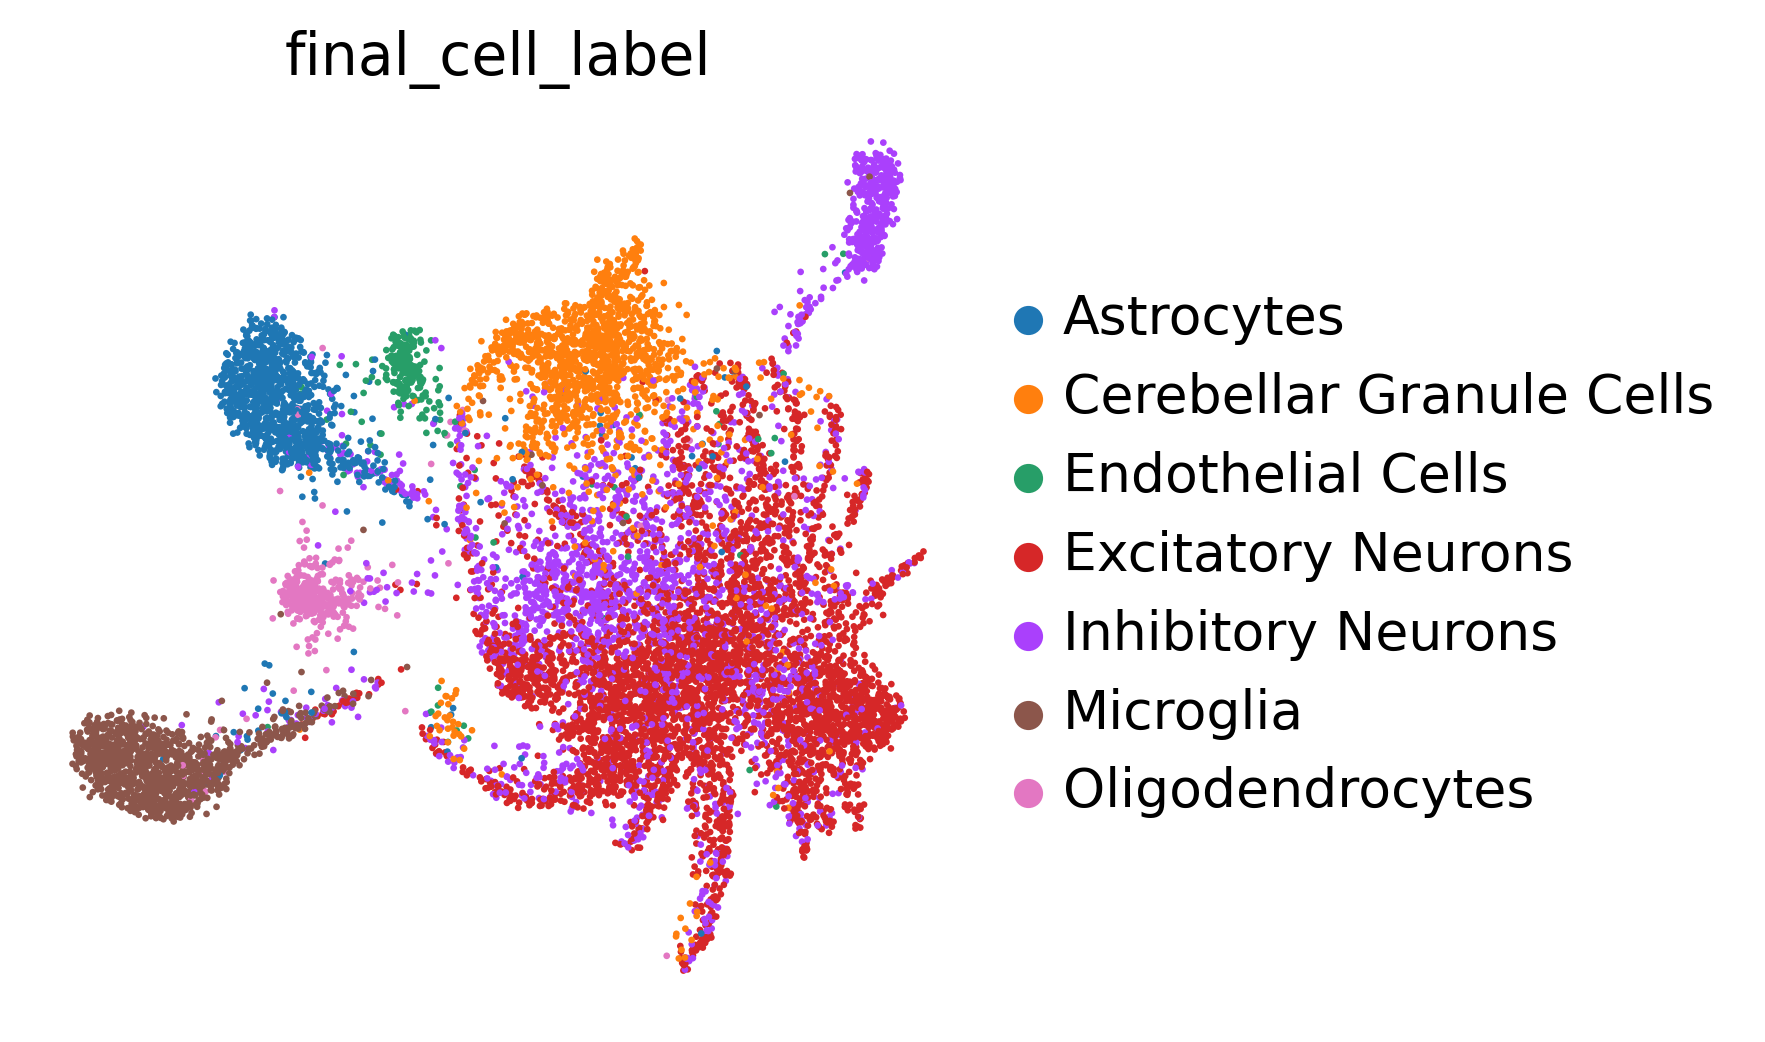 final_cell_label
Astrocytes
Cerebellar Granule Cells
Endothelial Cells
Excitatory Neurons
Inhibitory Neurons
Microglia
Oligodendrocytes